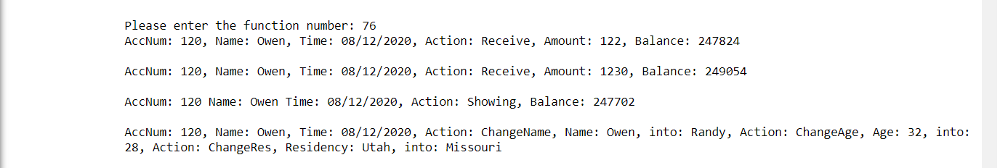 Please enter the function number: 76
AccNum: 120, Name: Owen, Time: 08/12/2020, Action: Receive, Amount: 122, Balance: 247824
AccNum: 120, Name: Owen, Time: 08/12/2020, Action: Receive, Amount: 1230, Balance: 249054
AccNum: 120 Name: Owen Time: 08/12/2020, Action: Showing, Balance: 247702
AccNum: 120, Name: Owen, Time: 08/12/2020, Action: ChangeName, Name: Owen, into: Randy, Action: ChangeAge, Age: 32, into:
28, Action: ChangeRes, Residency: Utah, into: Missouri